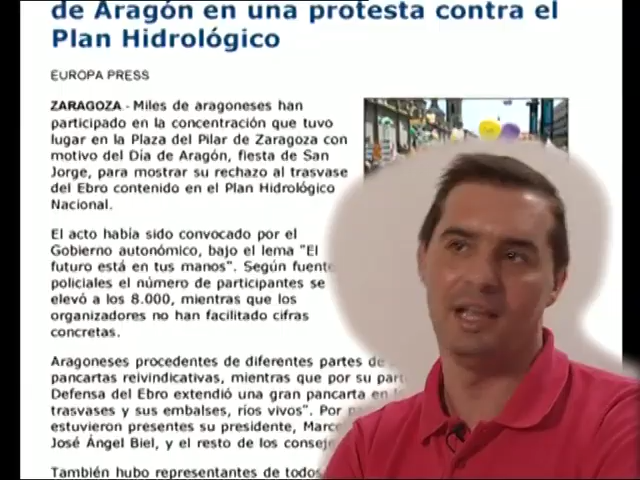 de Aragón en una protesta contra el
Plan Hidrológico
EUROPA PRESS
ZARAGOZA - Miles de aragoneses han
participado en la concentración que tuvo
lugar en la Plaza del Pilar de Zaragoza con
motivo del Día de Aragón, fiesta de San
Jorge, para mostrar su rechazo al trasvase
del Ebro contenido en el Plan Hidrológico
Nacional.
El acto había sido convocado por el
Gobierno autonómico, bajo el lema "El
futuro está en tus manos". Según
policiales el número de participantes se
elevó a los 8.000, mientras que los
organizadores no han facilitado cifras
concretas.
Aragoneses procedentes de diferentes partes de
pancartas reivindicativas, mientras que por su
Defensa del Ebro extendió una gran pancarta en
trasvases y sus embalses, ríos vivos". Por
estuvieron presentes su presidente,
José Ángel Biel, y el resto de los
También hubo representantes de todos